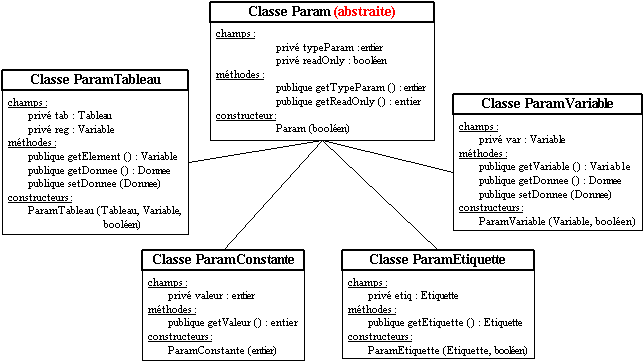 Classe Param (abstraite)
champs :
privé typeParam : entier
privé readOnly : booléen
méthodes :
publique getTypeParam () : entier
publique getReadOnly () : entier
constructeur:
Param (booléen)
Classe ParamTableau
champs :
privé tab : Tableau
privé reg : Variable
méthodes :
publique getElement () : Variable
publique getDonnee () : Donnee
publique setDonnee (Donnee)
constructeurs :
ParamTableau (Tableau, Variable,
booléen)
Classe ParamVariable
champs :
privé var : Variable
méthodes :
publique getVariable () : Variable
publique getDonnee () : Donnee
publique setDonnee (Donnee)
constructeurs :
ParamVariable (Variable, booléen)
Classe ParamConstante
champs :
privé valeur : entier
méthodes :
publique getValeur () : entier
constructeurs :
ParamConstante (entier)
Classe ParamEtiquette
champs :
privé etiq : Etiquette
méthodes :
publique getEtiquette () : Etiquette
constructeurs :
ParamEtiquette (Etiquette, booléen)